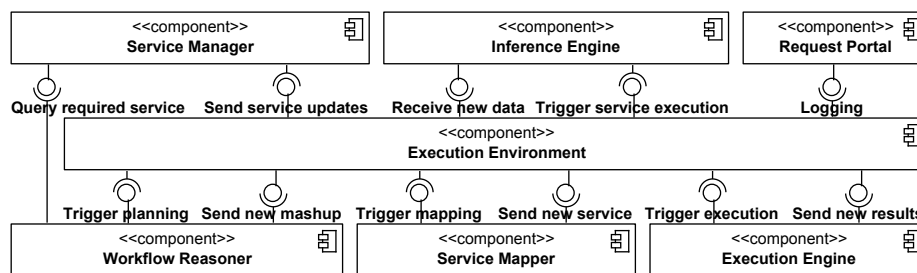 <<component>> <<component>> <<component>>
Service Manager Inference Engine Request Portal
Query required service Send service updates Receive new data Trigger service execution Logging
<<component>>
Execution Environment
Trigger planning Send new mashup Trigger mapping Send new service Trigger execution Send new results
<<component>> <<component>> <<component>>
Workflow Reasoner Service Mapper Execution Engine